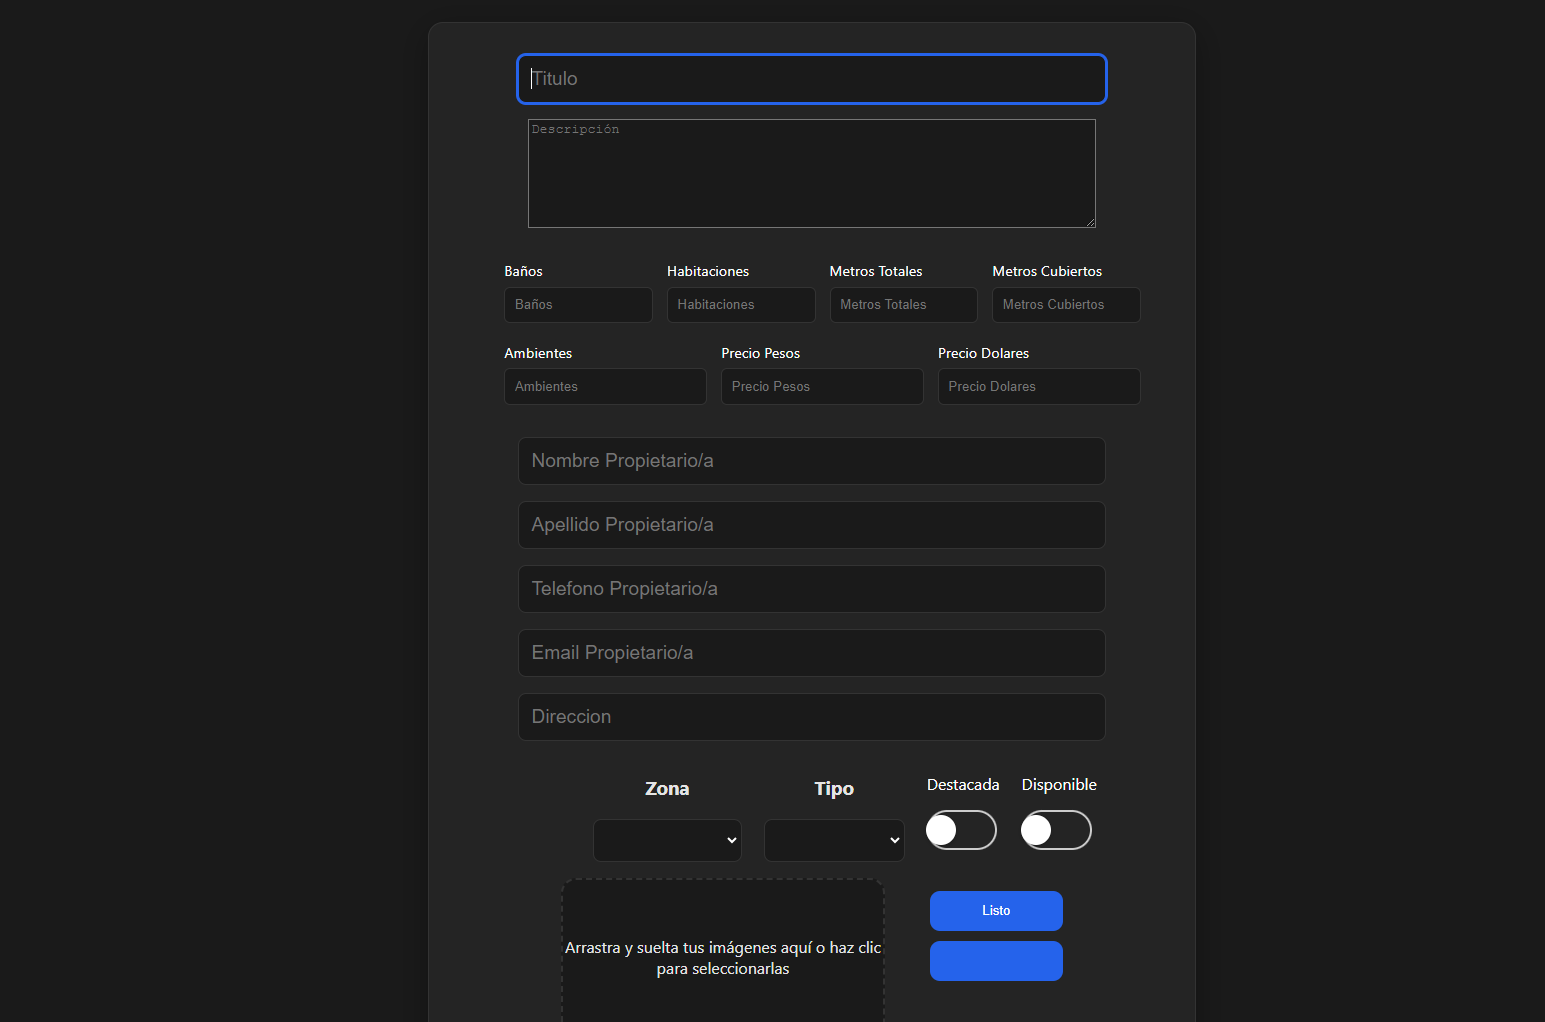 Titulo
Descripción
Baños Habitaciones Metros Totales Metros Cubiertos
Baños Habitaciones Metros Totales Metros Cubiertos
Ambientes Precio Pesos Precio Dolares
Ambientes Precio Pesos Precio Dolares
Nombre Propietario/a
Apellido Propietario/a
Telefono Propietario/a
Email Propietario/a
Direccion
Zona Tipo Destacada Disponible
Listo
Arrastra y suelta tus imágenes aquí o haz clic
para seleccionarlas